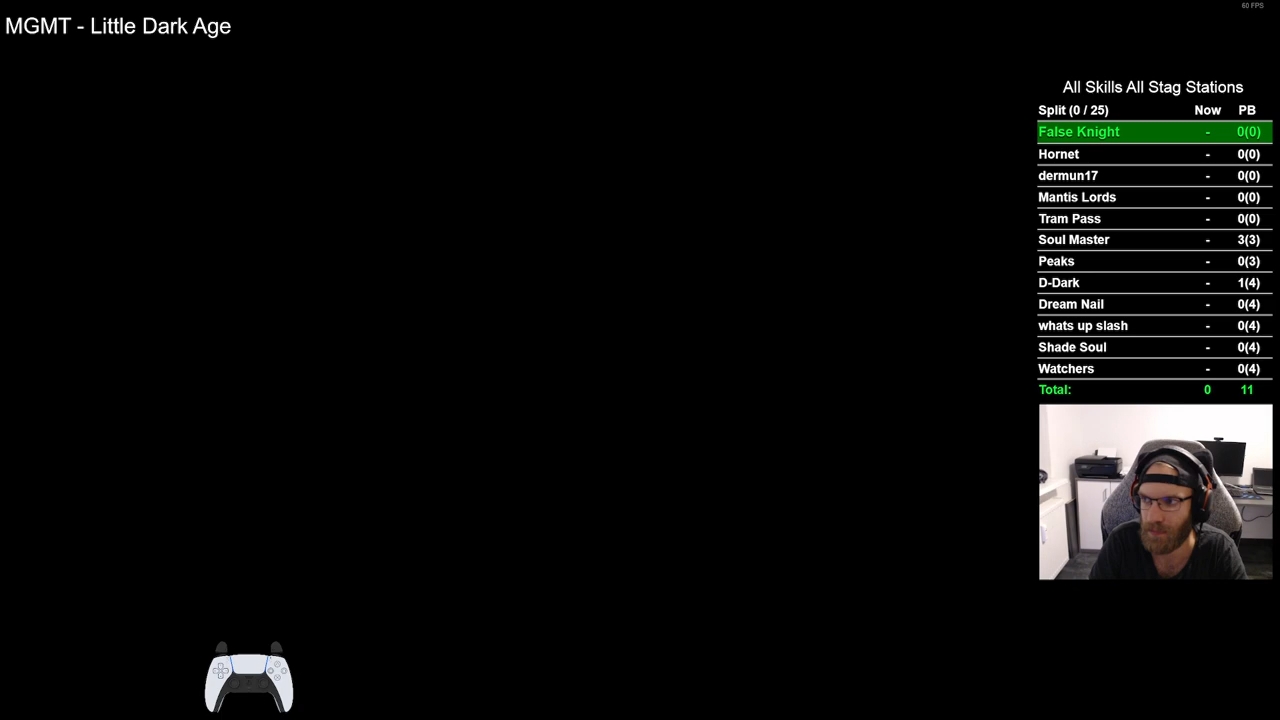 60 FPS
MGMT - Little Dark Age
All Skills All Stag Stations
Split (0 / 25) Now PB
False Knight - 0(0)
Hornet - 0(0)
dermun17 - 0(0)
Mantis Lords - 0(0)
Tram Pass - 0(0)
Soul Master - 3(3)
Peaks - 0(3)
D-Dark - 1(4)
Dream Nail - 0(4)
whats up slash - 0(4)
Shade Soul - 0(4)
Watchers - 0(4)
Total: 0 11